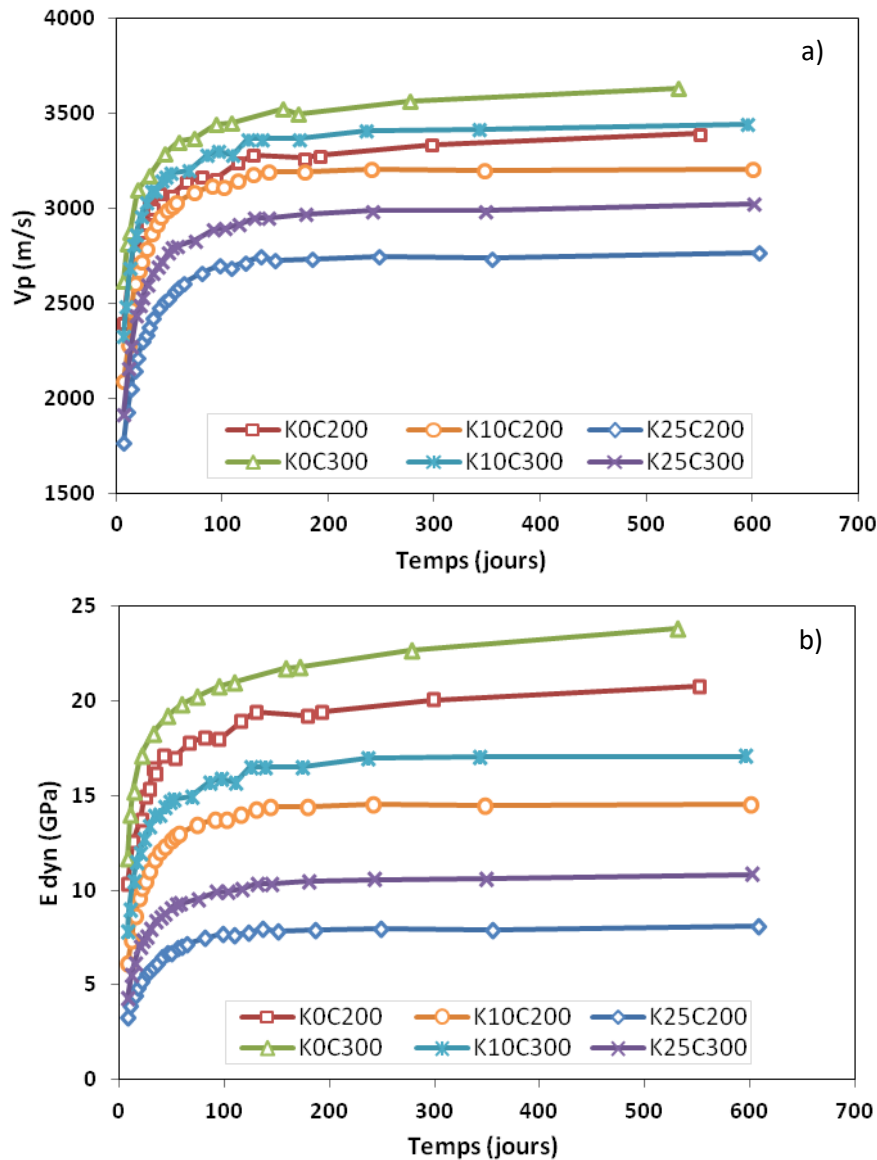 4000
a)
3500
3000
2500
2000
1500
Vp (m/s)
K0C200 K10C200 K25C200
K0C300 K10C300 K25C300
0 100 200 300 400 500 600 700
Temps (jours)
25
b)
20
15
10
5
0
E dyn (GPa)
K0C200 K10C200 K25C200
K0C300 K10C300 K25C300
0 100 200 300 400 500 600 700
Temps (jours)